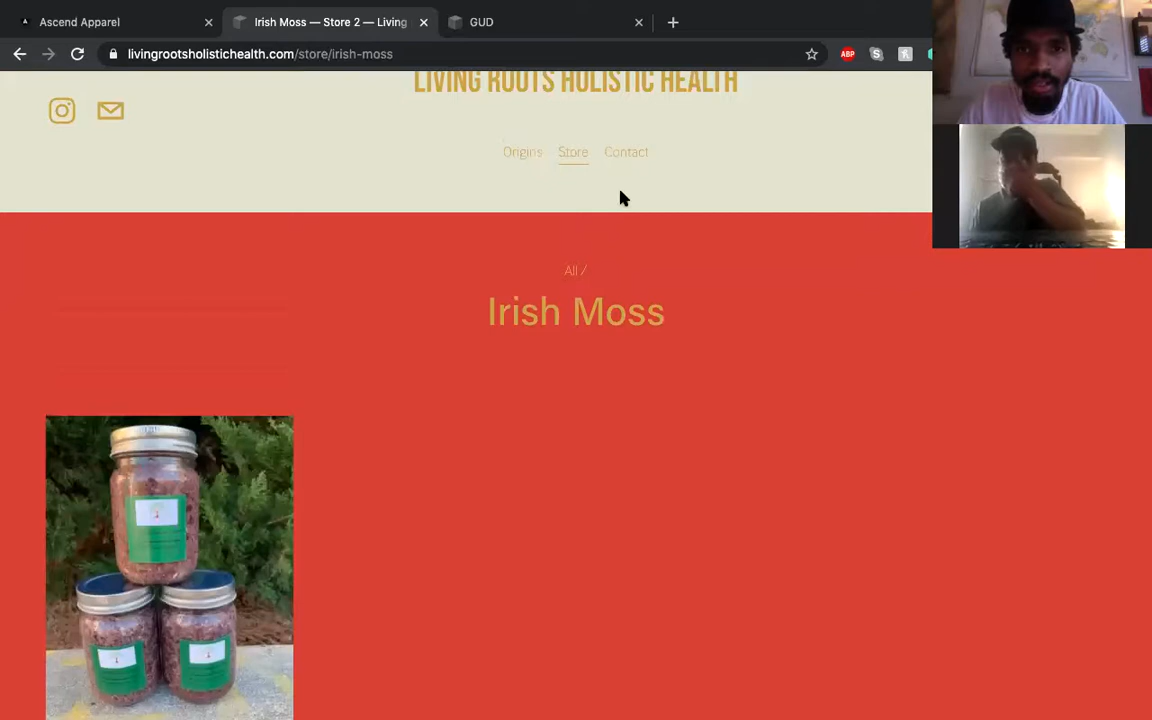 Ascend Apparel
Irish Moss — Store 2 — Living
GUD
livingrootsholistichealth.com/store/irish-moss
ABP
LIVING ROOTS HOLISTIC HEALTH
Origins Store Contact
All /
Irish Moss